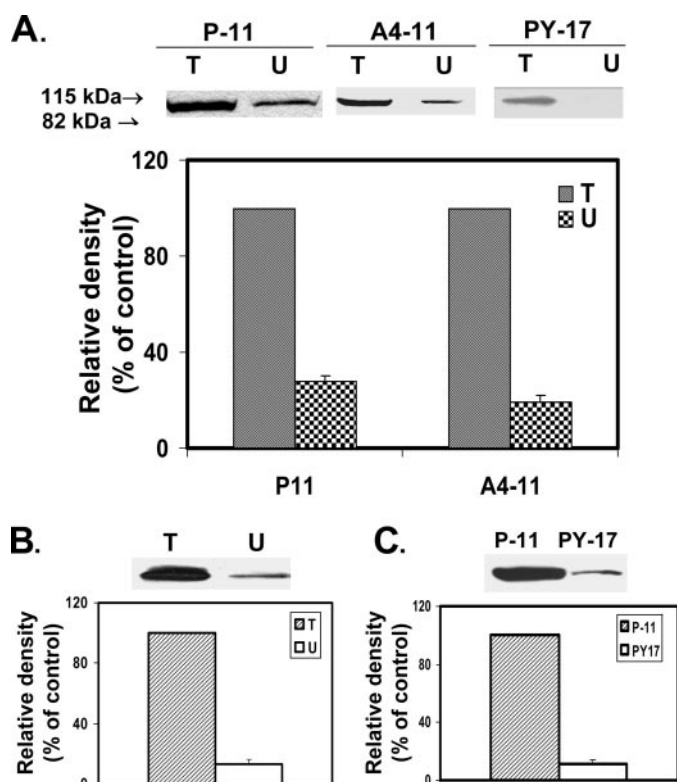 A.
P-11 A4-11 PY-17
T U T U T U
115 kDa→
82 kDa →
120
80
40
0
Relative density
(% of control)
T
U
P11 A4-11
B.
T U
120
80
40
0
Relative density
(% of control)
T
U
C.
P-11 PY-17
120
80
40
0
Relative density
(% of control)
P-11
PY17